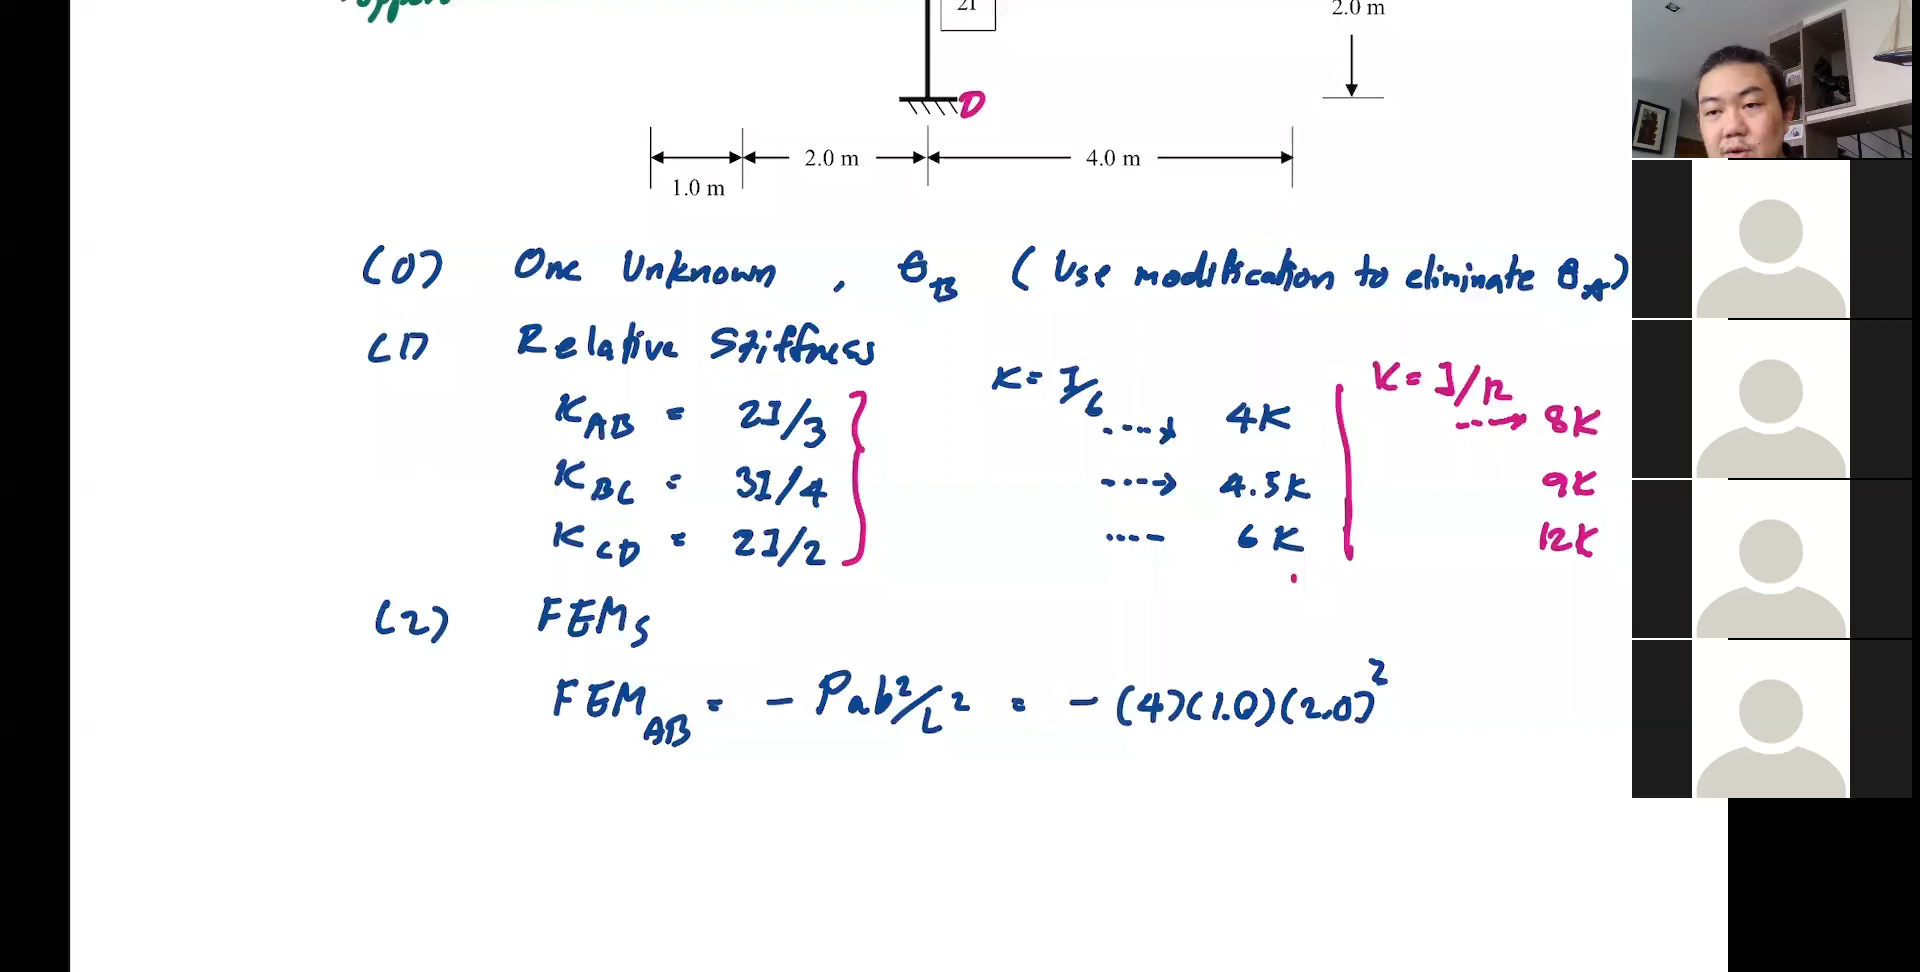 2I
2.0 m
D
2.0 m
4.0 m
1.0 m
(0) One Unknown, θB (Use modification to eliminate θA)
(1) Relative Stiffness
K = I/6 K = I/12
KAB = 2I/3 ....→ 4K ---→ 8K
KBC = 3I/4 ....→ 4.5K 9K
KCD = 2I/2 .... 6K 12K
(2) FEMs
FEMAB = - Pab²/L² = - (4)(1.0)(2.0)²